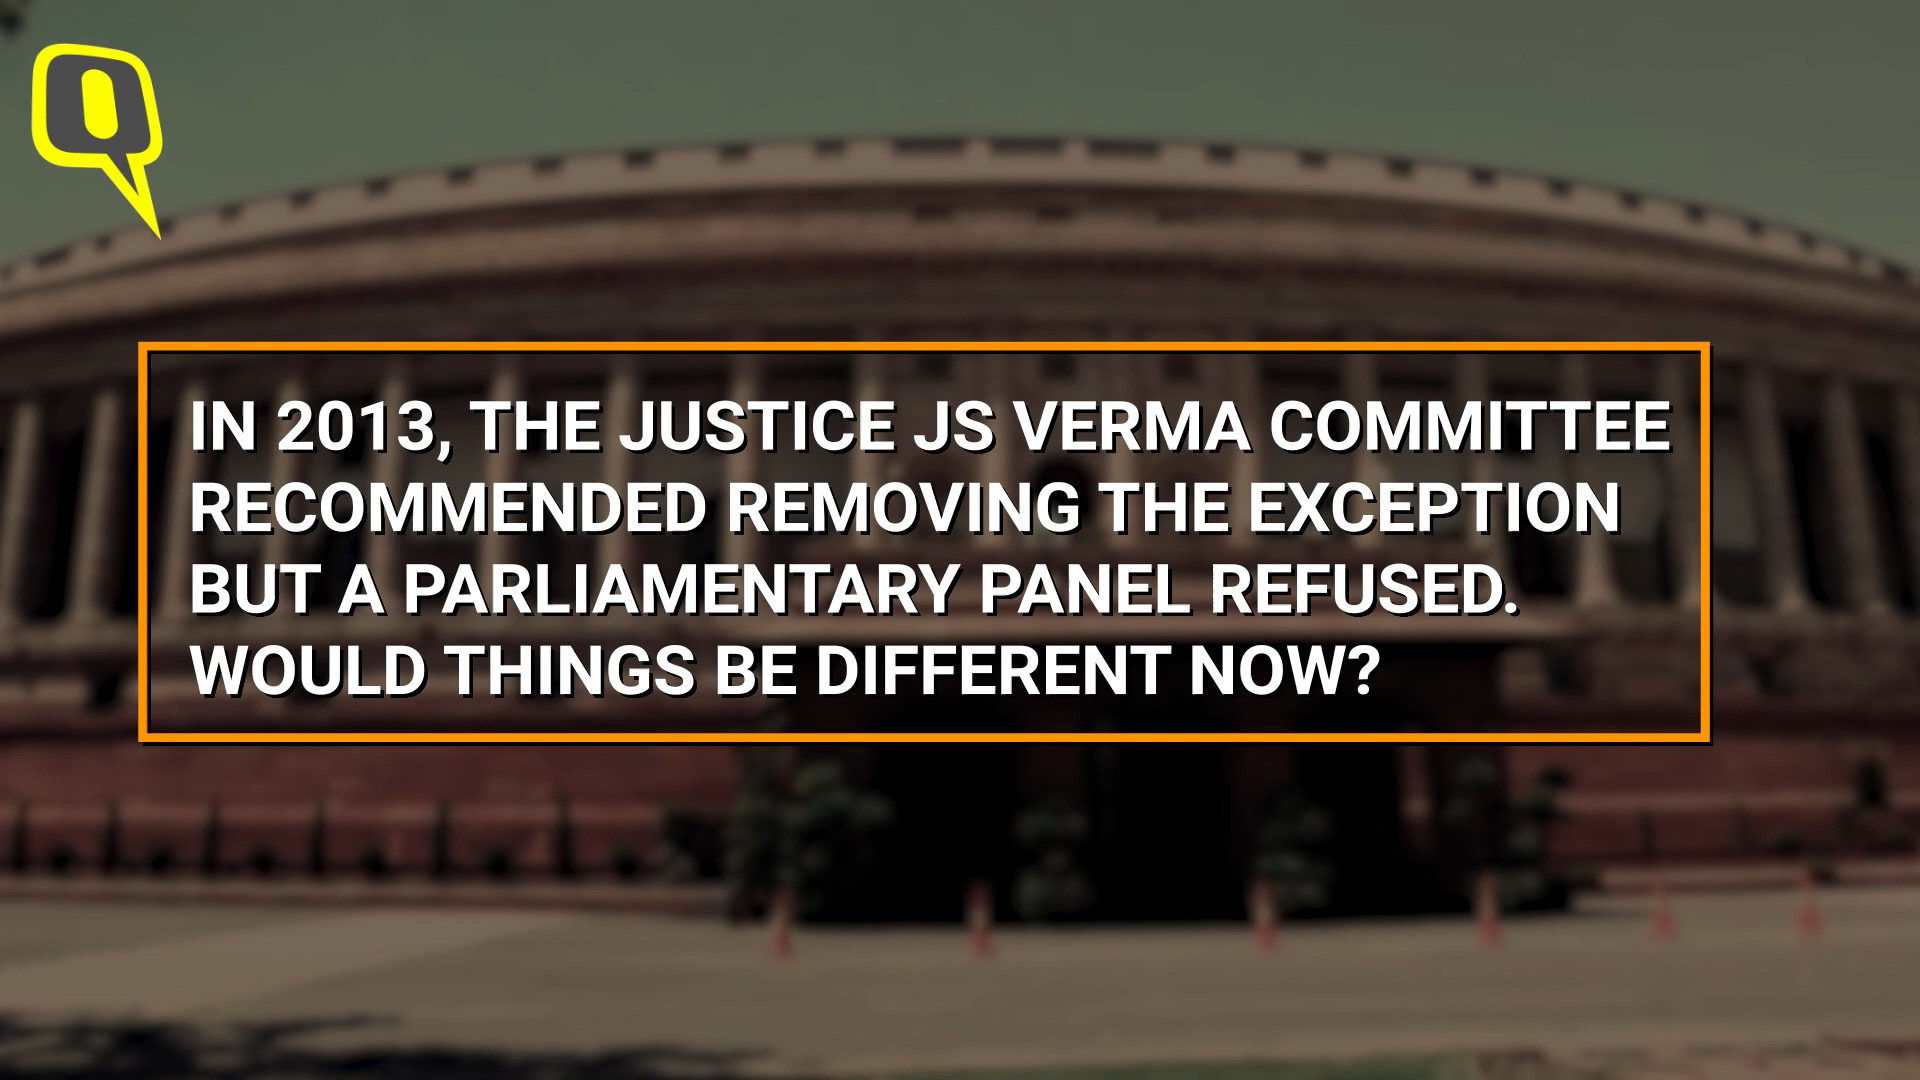 IN 2013, THE JUSTICE JS VERMA COMMITTEE
RECOMMENDED REMOVING THE EXCEPTION
BUT A PARLIAMENTARY PANEL REFUSED.
WOULD THINGS BE DIFFERENT NOW?